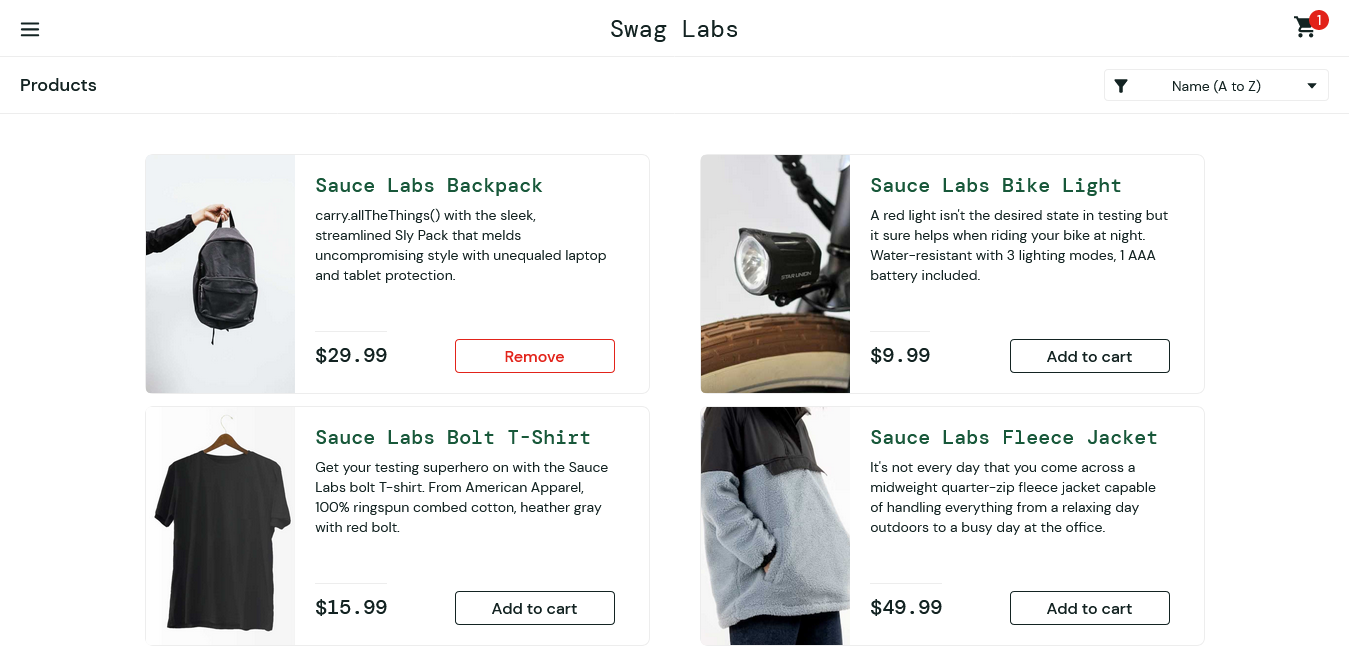 Swag Labs
1
Products
Name (A to Z)
Sauce Labs Backpack
carry.allTheThings() with the sleek,
streamlined Sly Pack that melds
uncompromising style with unequaled laptop
and tablet protection.
$29.99
Remove
Sauce Labs Bike Light
A red light isn't the desired state in testing but
it sure helps when riding your bike at night.
Water-resistant with 3 lighting modes, 1 AAA
battery included.
STAR UNION
$9.99
Add to cart
Sauce Labs Bolt T-Shirt
Get your testing superhero on with the Sauce
Labs bolt T-shirt. From American Apparel,
100% ringspun combed cotton, heather gray
with red bolt.
$15.99
Add to cart
Sauce Labs Fleece Jacket
It's not every day that you come across a
midweight quarter-zip fleece jacket capable
of handling everything from a relaxing day
outdoors to a busy day at the office.
$49.99
Add to cart